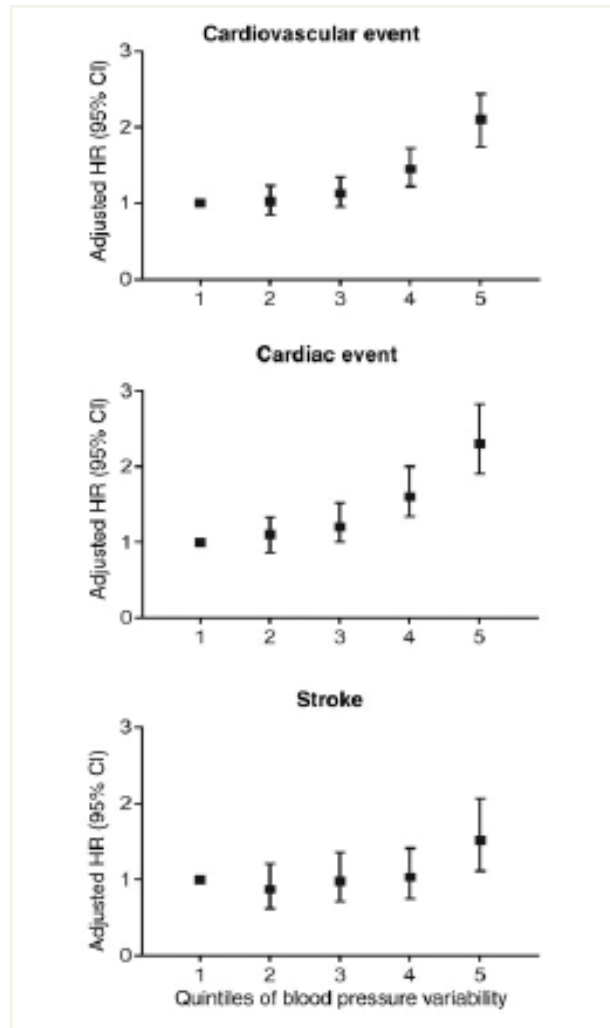 Cardiovascular event
Adjusted HR (95% CI)
3
2
1
0
1 2 3 4 5
Cardiac event
Adjusted HR (95% CI)
3
2
1
0
1 2 3 4 5
Stroke
Adjusted HR (95% CI)
3
2
1
0
1 2 3 4 5
Quintiles of blood pressure variability